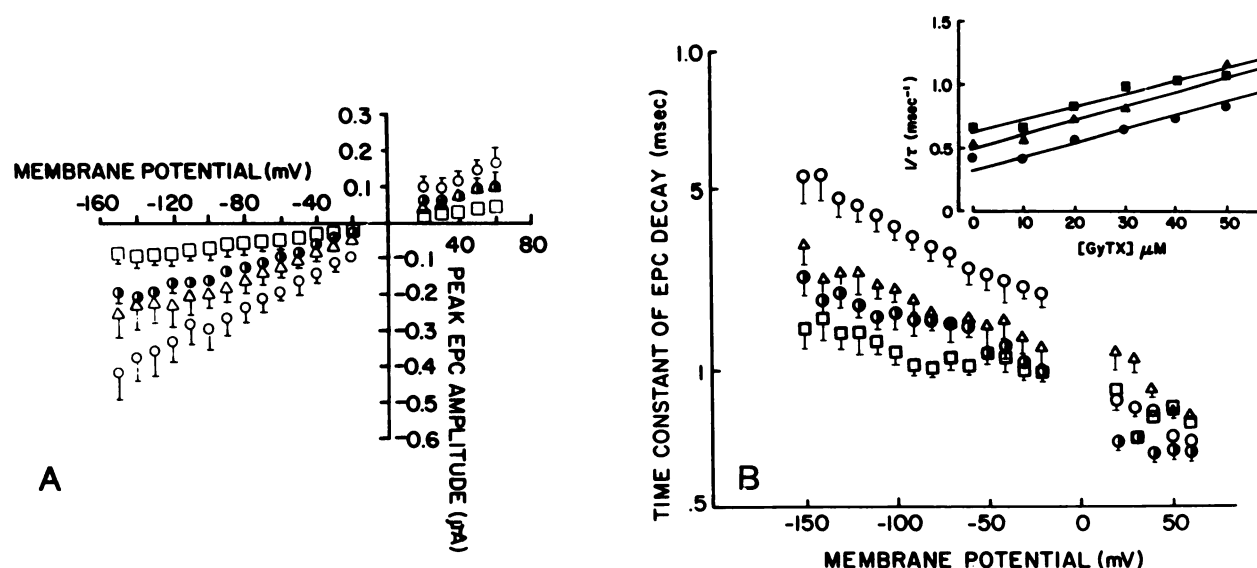 A
MEMBRANE POTENTIAL (mV)
-160 -120 -80 -40
40 80
0.3
0.2
0.1
-0.1
-0.2
-0.3
-0.4
-0.5
-0.6
PEAK EPC AMPLITUDE (μA)
B
TIME CONSTANT OF EPC DECAY (msec)
1.0
5
1
.5
-150 -100 -50 0 50
MEMBRANE POTENTIAL (mV)
1/τ (msec⁻¹)
1.5
1.0
0.5
0
0 10 20 30 40 50
[GyTX] μM